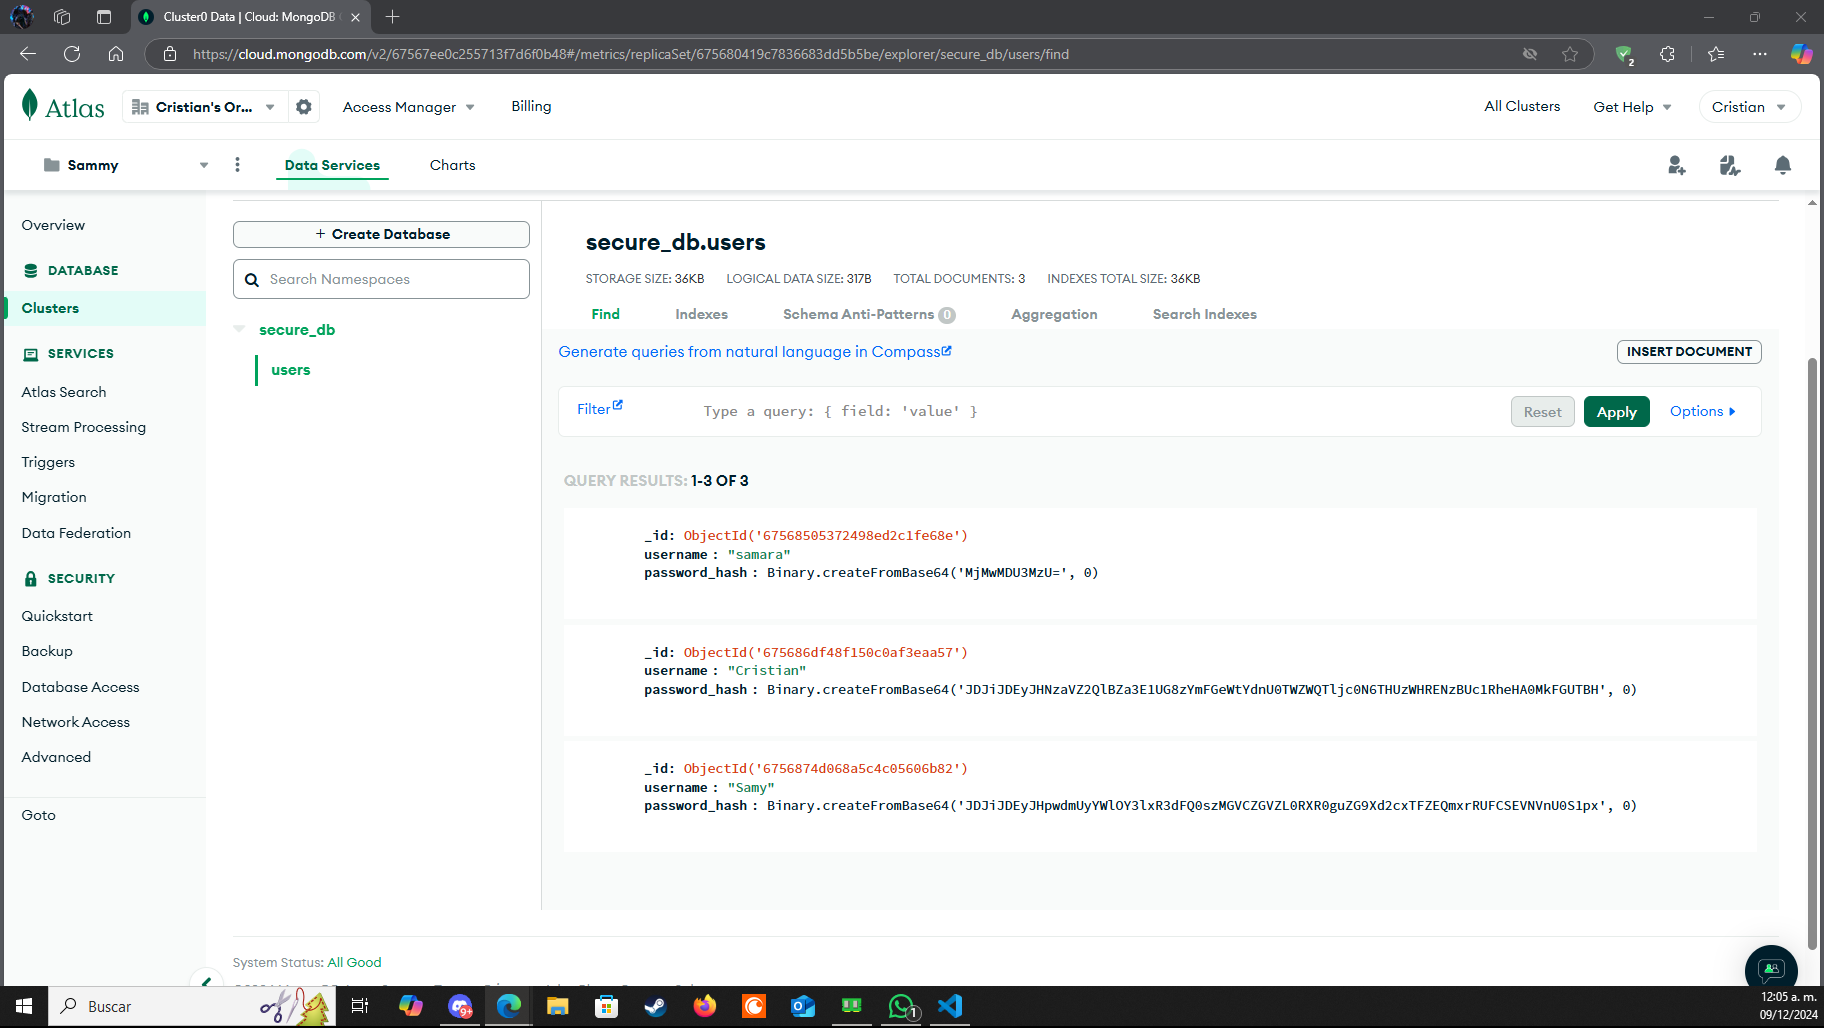 Cluster0 Data | Cloud: MongoDB C
https://cloud.mongodb.com/v2/67567ee0c255713f7d6f0b48#/metrics/replicaSet/675680419c7836683dd5b5be/explorer/secure_db/users/find
2
Atlas
Cristian's Or...
Access Manager
Billing
All Clusters
Get Help
Cristian
Sammy
Data Services
Charts
Overview
DATABASE
Clusters
SERVICES
Atlas Search
Stream Processing
Triggers
Migration
Data Federation
SECURITY
Quickstart
Backup
Database Access
Network Access
Advanced
Goto
+ Create Database
Search Namespaces
secure_db
users
secure_db.users
STORAGE SIZE: 36KB LOGICAL DATA SIZE: 317B TOTAL DOCUMENTS: 3 INDEXES TOTAL SIZE: 36KB
Find Indexes Schema Anti-Patterns 0 Aggregation Search Indexes
Generate queries from natural language in Compass
INSERT DOCUMENT
Filter
Type a query: { field: 'value' }
Reset
Apply
Options
QUERY RESULTS: 1-3 OF 3
_id: ObjectId('67568505372498ed2c1fe68e')
username : "samara"
password_hash : Binary.createFromBase64('MjMwMDU3MzU=', 0)
_id: ObjectId('675686df48f150c0af3eaa57')
username : "Cristian"
password_hash : Binary.createFromBase64('JDJiJDEyJHNzaVZ2QlBZa3E1UG8zYmFGeWtYdnU0TWZWQTljc0N6THUzWHRENzBUc1RheHA0MkFGUTBH', 0)
_id: ObjectId('6756874d068a5c4c05606b82')
username : "Samy"
password_hash : Binary.createFromBase64('JDJiJDEyJHpwdmUyYWlOY3lxR3dFQ0szMGVCZGVZL0RXR0guZG9Xd2cxTFZEQmxrRUFCSEVNVnU0S1px', 0)
System Status: All Good
Buscar
9+
1
12:05 a. m.
09/12/2024